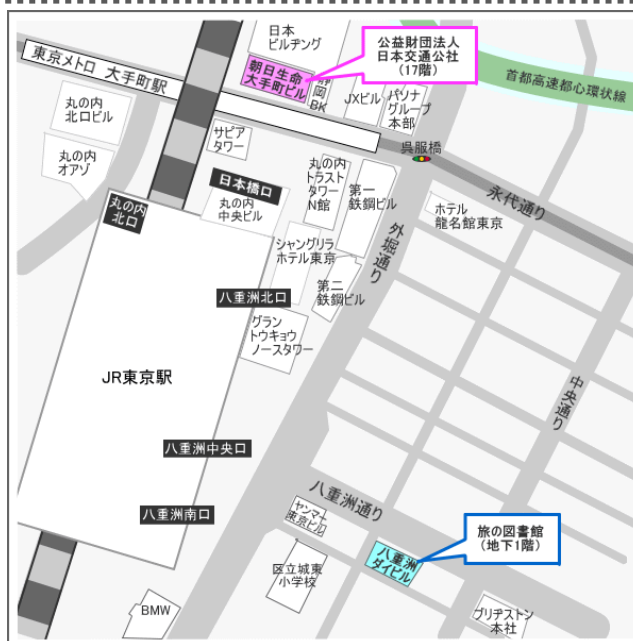 日本
ビルヂング
公益財団法人
日本交通公社
(17階)
東京メトロ 大手町駅
朝日生命
大手町ビル
静岡
BK
JXビル
パソナ
グループ
本部
首都高速都心環状線
丸の内
北口ビル
サピア
タワー
呉服橋
丸の内
オアゾ
日本橋口
丸の内
トラスト
タワー
N館
第一
鉄鋼ビル
永代通り
丸の内
北口
丸の内
中央ビル
ホテル
龍名館東京
外堀通り
シャングリラ
ホテル東京
八重洲北口
第二
鉄鋼ビル
グラン
トウキョウ
ノースタワー
JR東京駅
中央通り
八重洲中央口
八重洲通り
八重洲南口
ヤンマー
東京ビル
旅の図書館
(地下1階)
八重洲
ダイビル
区立城東
小学校
BMW
ブリヂストン
本社